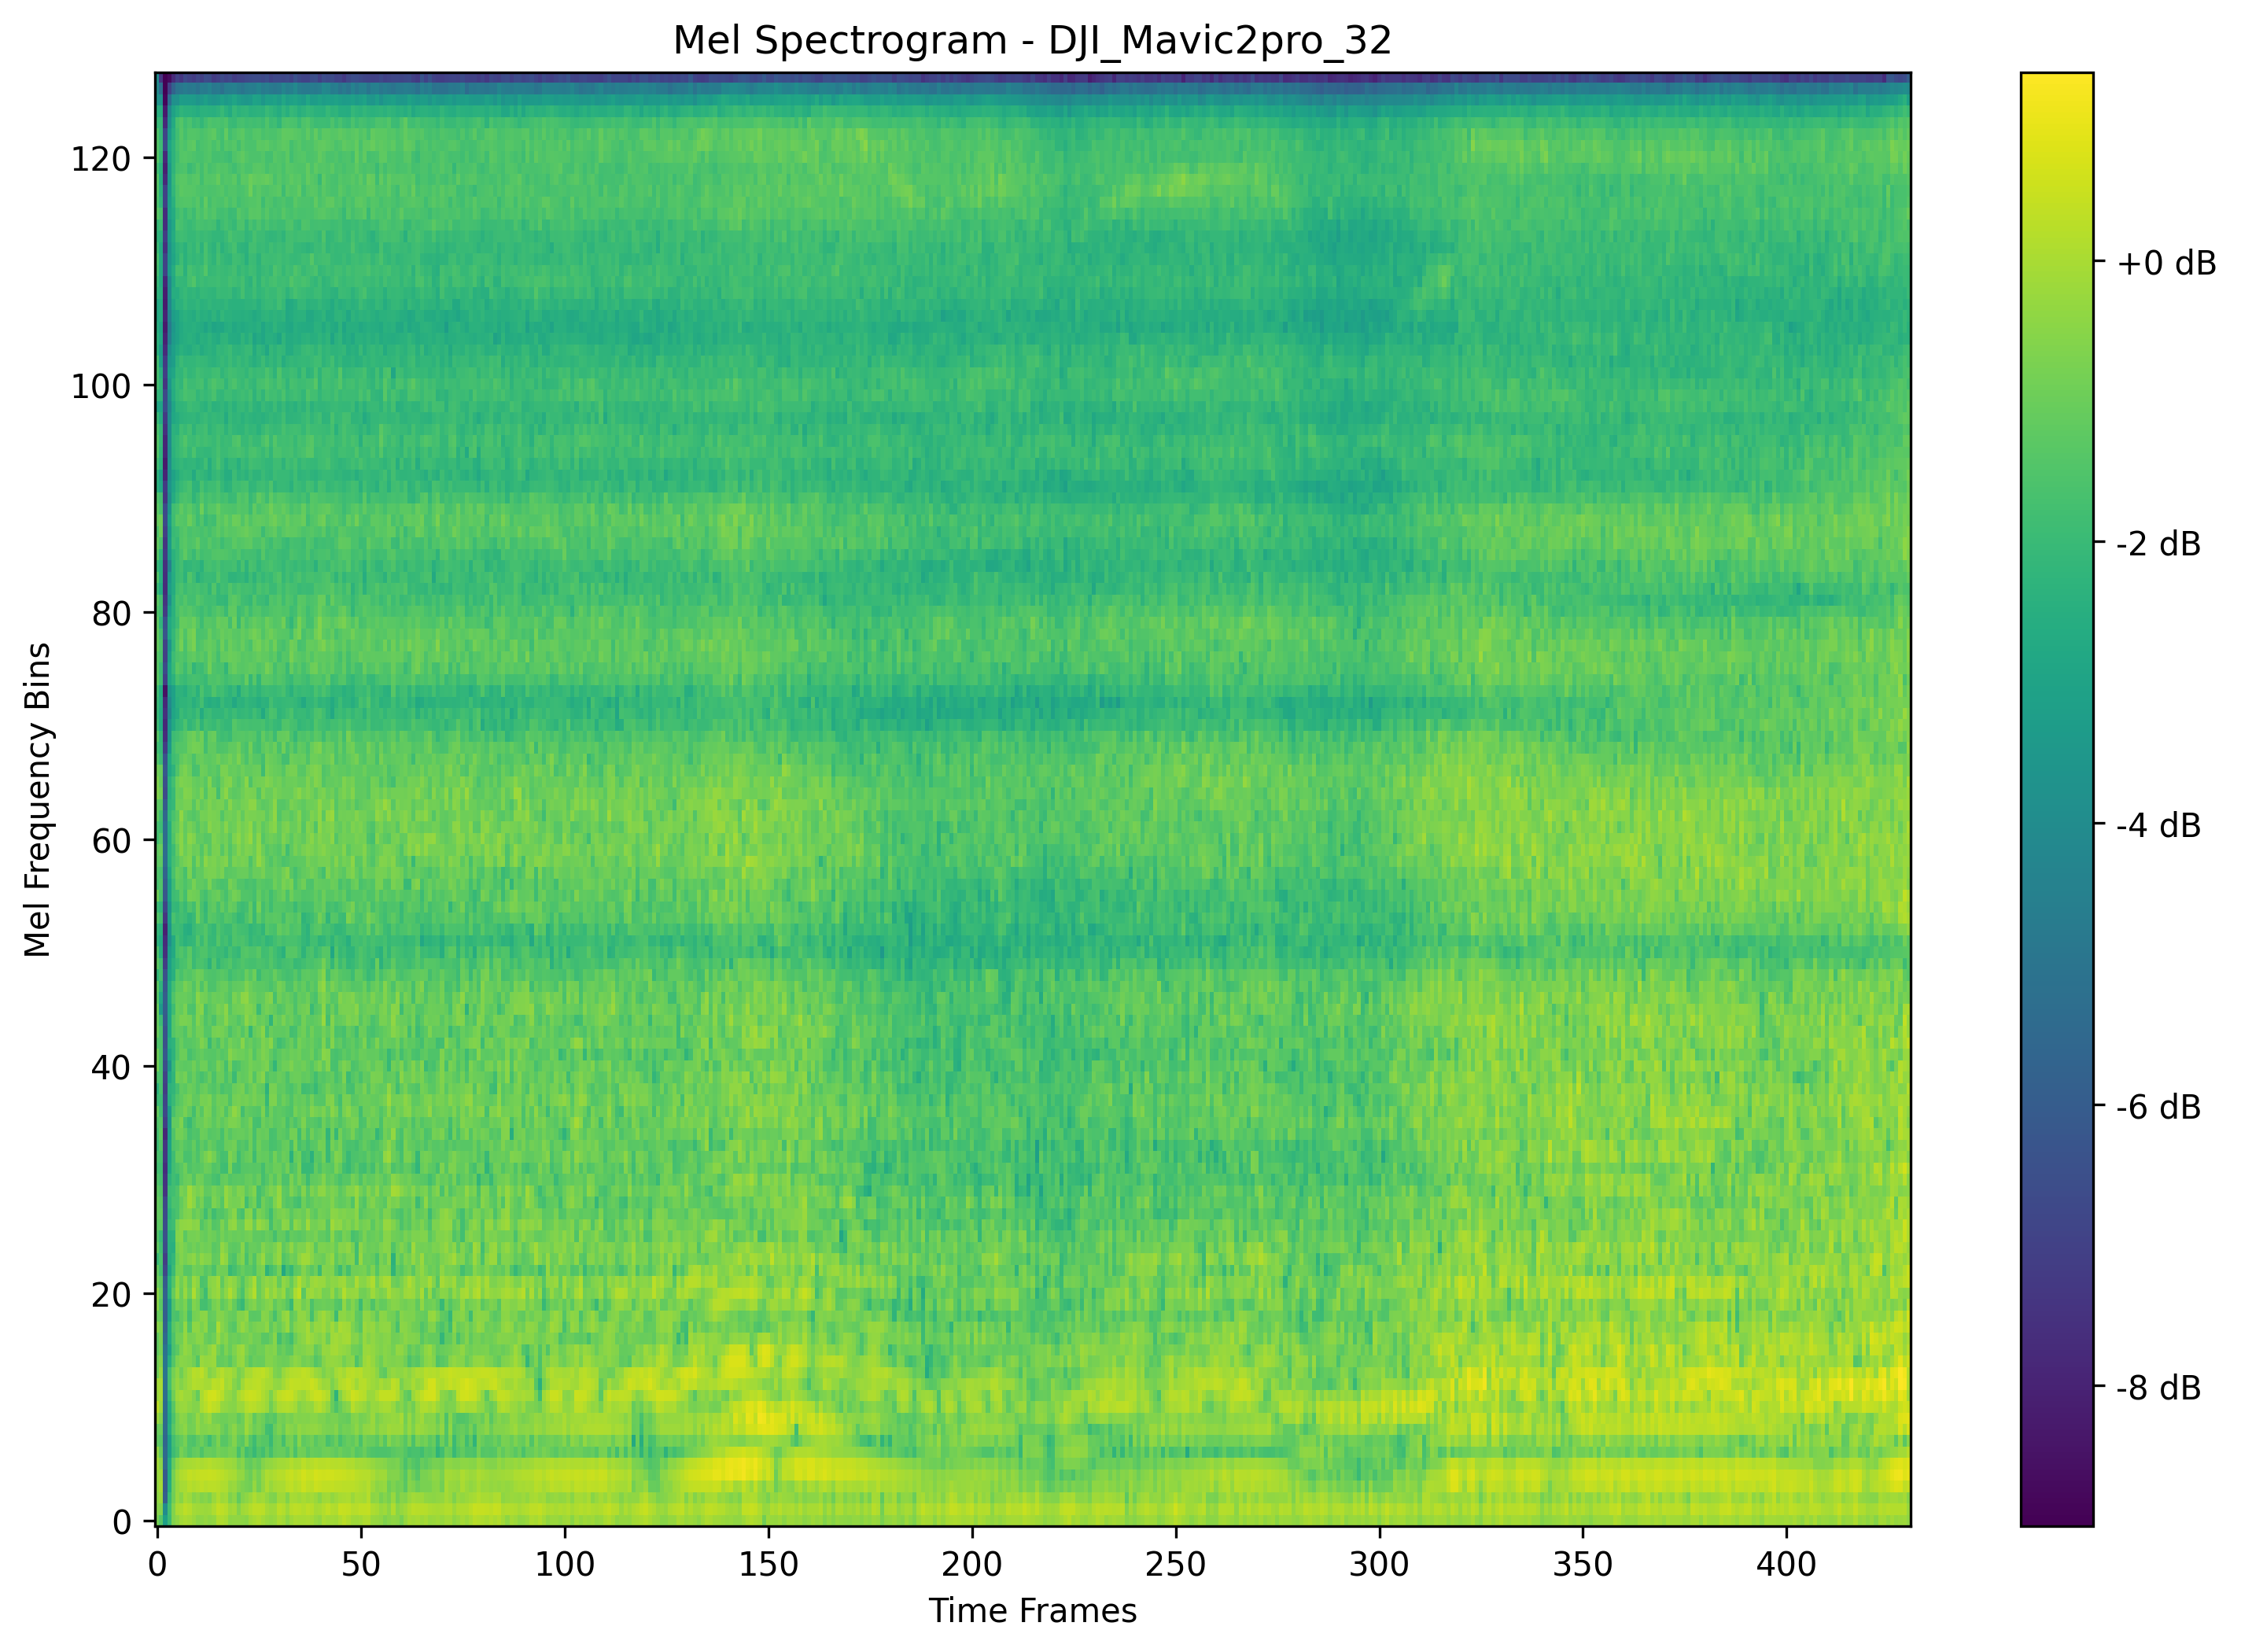 Mel Spectrogram - DJI_Mavic2pro_32
120
100
80
60
40
20
0
Mel Frequency Bins
0 50 100 150 200 250 300 350 400
Time Frames
+0 dB
-2 dB
-4 dB
-6 dB
-8 dB